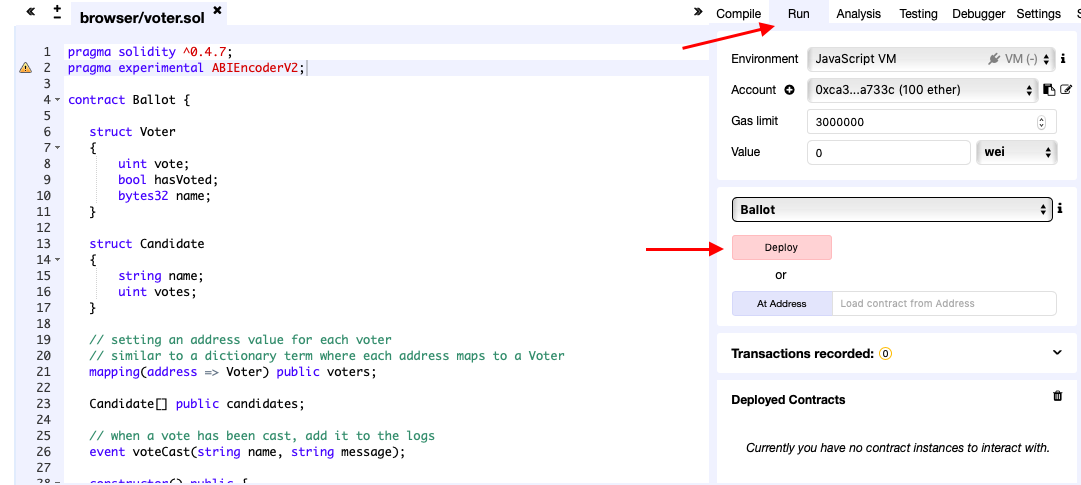 browser/voter.sol
Compile Run Analysis Testing Debugger Settings
1 pragma solidity ^0.4.7;
2 pragma experimental ABIEncoderV2;
3
4 contract Ballot {
5
6 struct Voter
7 {
8 uint vote;
9 bool hasVoted;
10 bytes32 name;
11 }
12
13 struct Candidate
14 {
15 string name;
16 uint votes;
17 }
18
19 // setting an address value for each voter
20 // similar to a dictionary term where each address maps to a Voter
21 mapping(address => Voter) public voters;
22
23 Candidate[] public candidates;
24
25 // when a vote has been cast, add it to the logs
26 event voteCast(string name, string message);
27
28 constructor() public {
Environment JavaScript VM VM (-) i
Account 0xca3...a733c (100 ether)
Gas limit 3000000
Value 0 wei
Ballot i
Deploy
or
At Address Load contract from Address
Transactions recorded: 0
Deployed Contracts
Currently you have no contract instances to interact with.